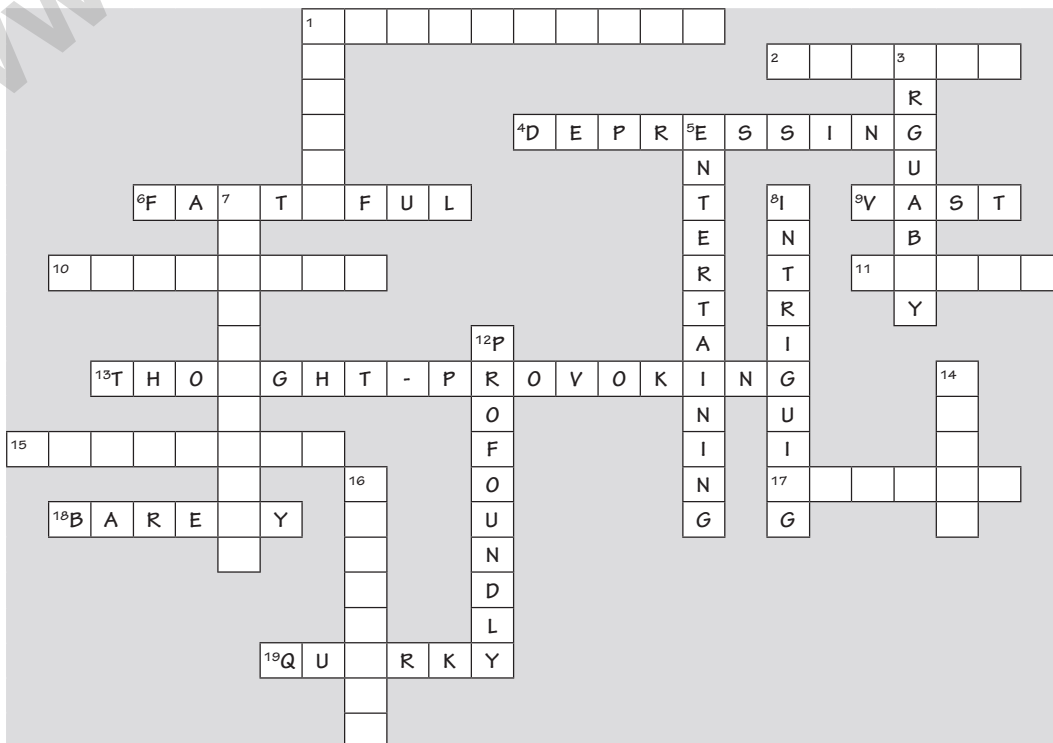 1
2 3
R
4D E P R 5E S S I N G
N U
6F A 7 T F U L T 8I 9V A S T
E N B
10 R T 11
T R Y
12P A I
13T H O G H T - P R O V O K I N G 14
O N U
15 F I I
16 O N 17
18B A R E Y U G G
N
D
L
19Q U R K Y